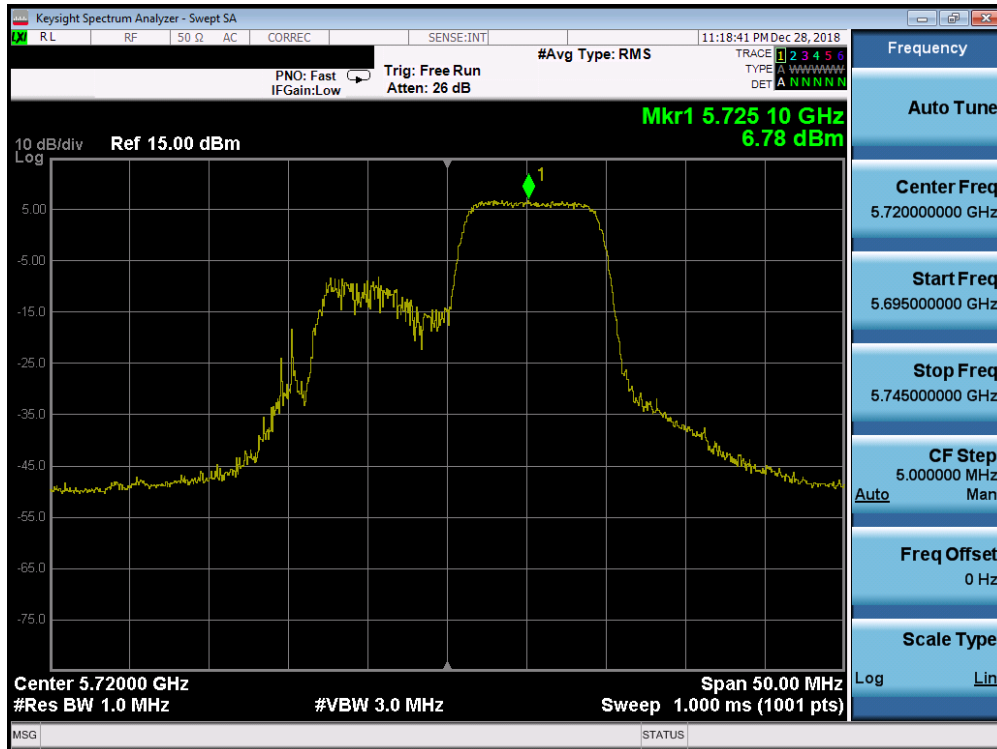 Keysight Spectrum Analyzer - Swept SA
LXI RL RF 50 Ω AC CORREC SENSE:INT 11:18:41 PM Dec 28, 2018
#Avg Type: RMS TRACE 1 2 3 4 5 6
PNO: Fast Trig: Free Run TYPE A WWWWW
IFGain:Low Atten: 26 dB DET A N N N N N
Mkr1 5.725 10 GHz
10 dB/div Ref 15.00 dBm 6.78 dBm
Log
1
5.00
-5.00
-15.0
-25.0
-35.0
-45.0
-55.0
-65.0
-75.0
Center 5.72000 GHz Span 50.00 MHz
#Res BW 1.0 MHz #VBW 3.0 MHz Sweep 1.000 ms (1001 pts)
MSG STATUS
Frequency
Auto Tune
Center Freq
5.720000000 GHz
Start Freq
5.695000000 GHz
Stop Freq
5.745000000 GHz
CF Step
5.000000 MHz
Auto Man
Freq Offset
0 Hz
Scale Type
Log Lin